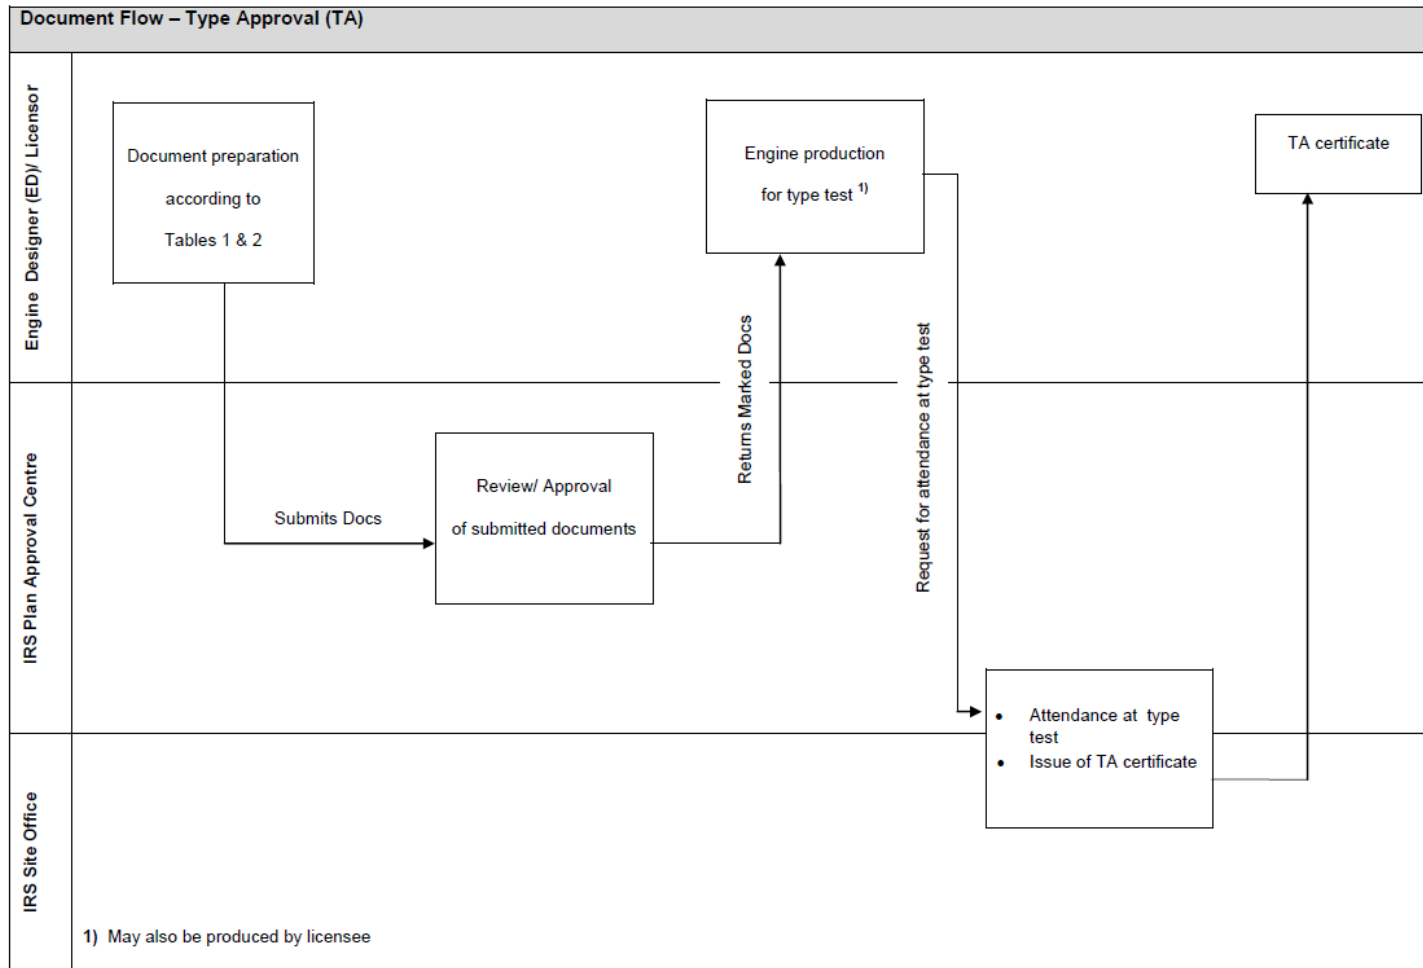 Document Flow – Type Approval (TA)
Engine Designer (ED)/ Licensor
Document preparation
according to
Tables 1 & 2
Engine production
for type test 1)
TA certificate
Returns Marked Docs
Request for attendance at type test
IRS Plan Approval Centre
Submits Docs
Review/ Approval
of submitted documents
• Attendance at type
test
• Issue of TA certificate
IRS Site Office
1) May also be produced by licensee